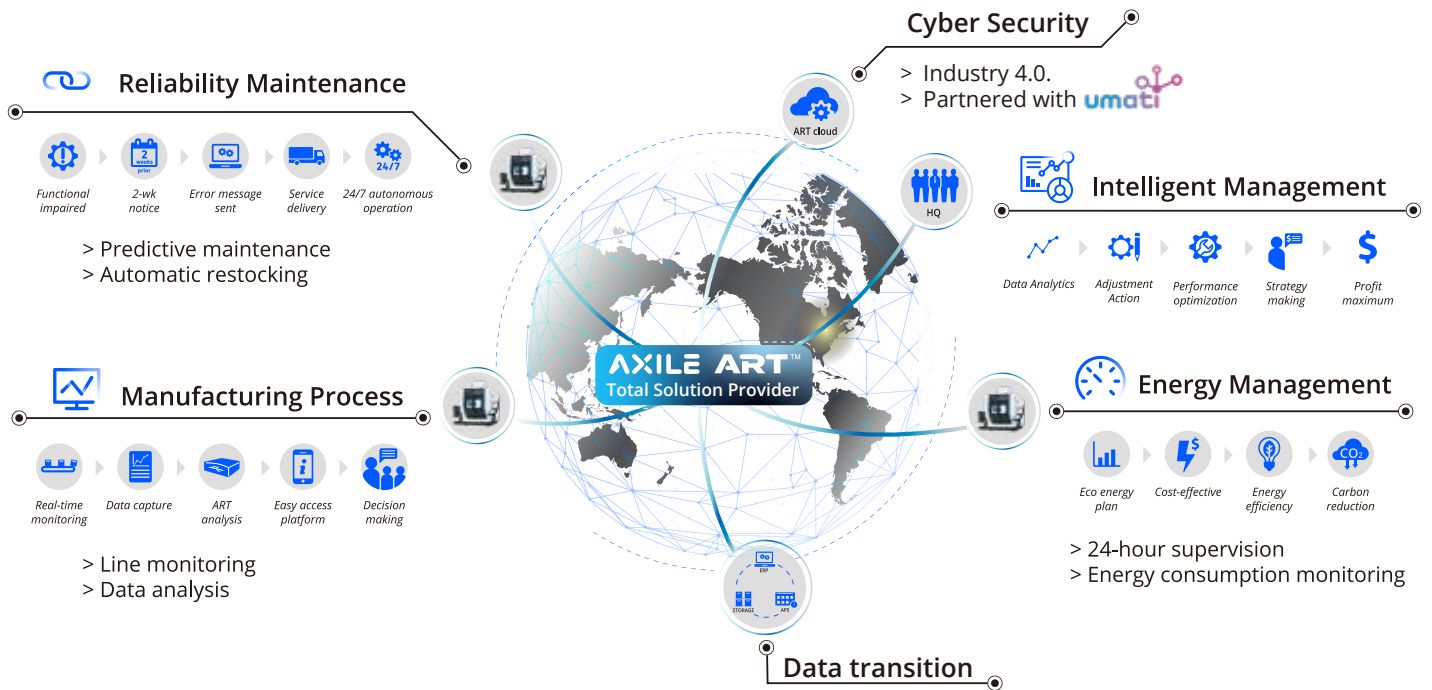 Cyber Security
> Industry 4.0.
> Partnered with umati
ART cloud
HQ
Reliability Maintenance
2
weeks
prior
24/7
Functional
impaired
2-wk
notice
Error message
sent
Service
delivery
24/7 autonomous
operation
> Predictive maintenance
> Automatic restocking
Intelligent Management
$
Data Analytics
Adjustment
Action
Performance
optimization
Strategy
making
Profit
maximum
AXILE ART™
Total Solution Provider
Manufacturing Process
i
Real-time
monitoring
Data capture
ART
analysis
Easy access
platform
Decision
making
> Line monitoring
> Data analysis
Energy Management
$
CO₂
Eco energy
plan
Cost-effective
Energy
efficiency
Carbon
reduction
> 24-hour supervision
> Energy consumption monitoring
ERP
STORAGE
APS
Data transition